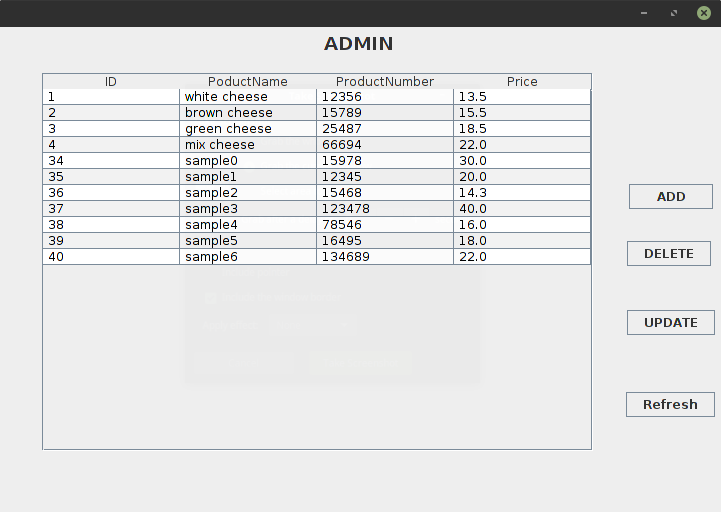 ADMIN
ID PoductName ProductNumber Price
1 white cheese 12356 13.5
2 brown cheese 15789 15.5
3 green cheese 25487 18.5
4 mix cheese 66694 22.0
34 sample0 15978 30.0
35 sample1 12345 20.0
36 sample2 15468 14.3
37 sample3 123478 40.0
38 sample4 78546 16.0
39 sample5 16495 18.0
40 sample6 134689 22.0
ADD
DELETE
UPDATE
Refresh